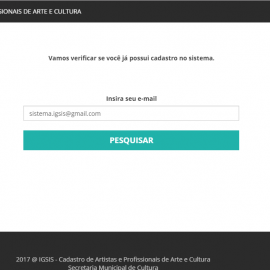 SIONAIS DE ARTE E CULTURA
Vamos verificar se você já possui cadastro no sistema.
Insira seu e-mail
sistema.igsis@gmail.com
PESQUISAR
2017 @ IGSIS - Cadastro de Artistas e Profissionais de Arte e Cultura
Secretaria Municipal de Cultura